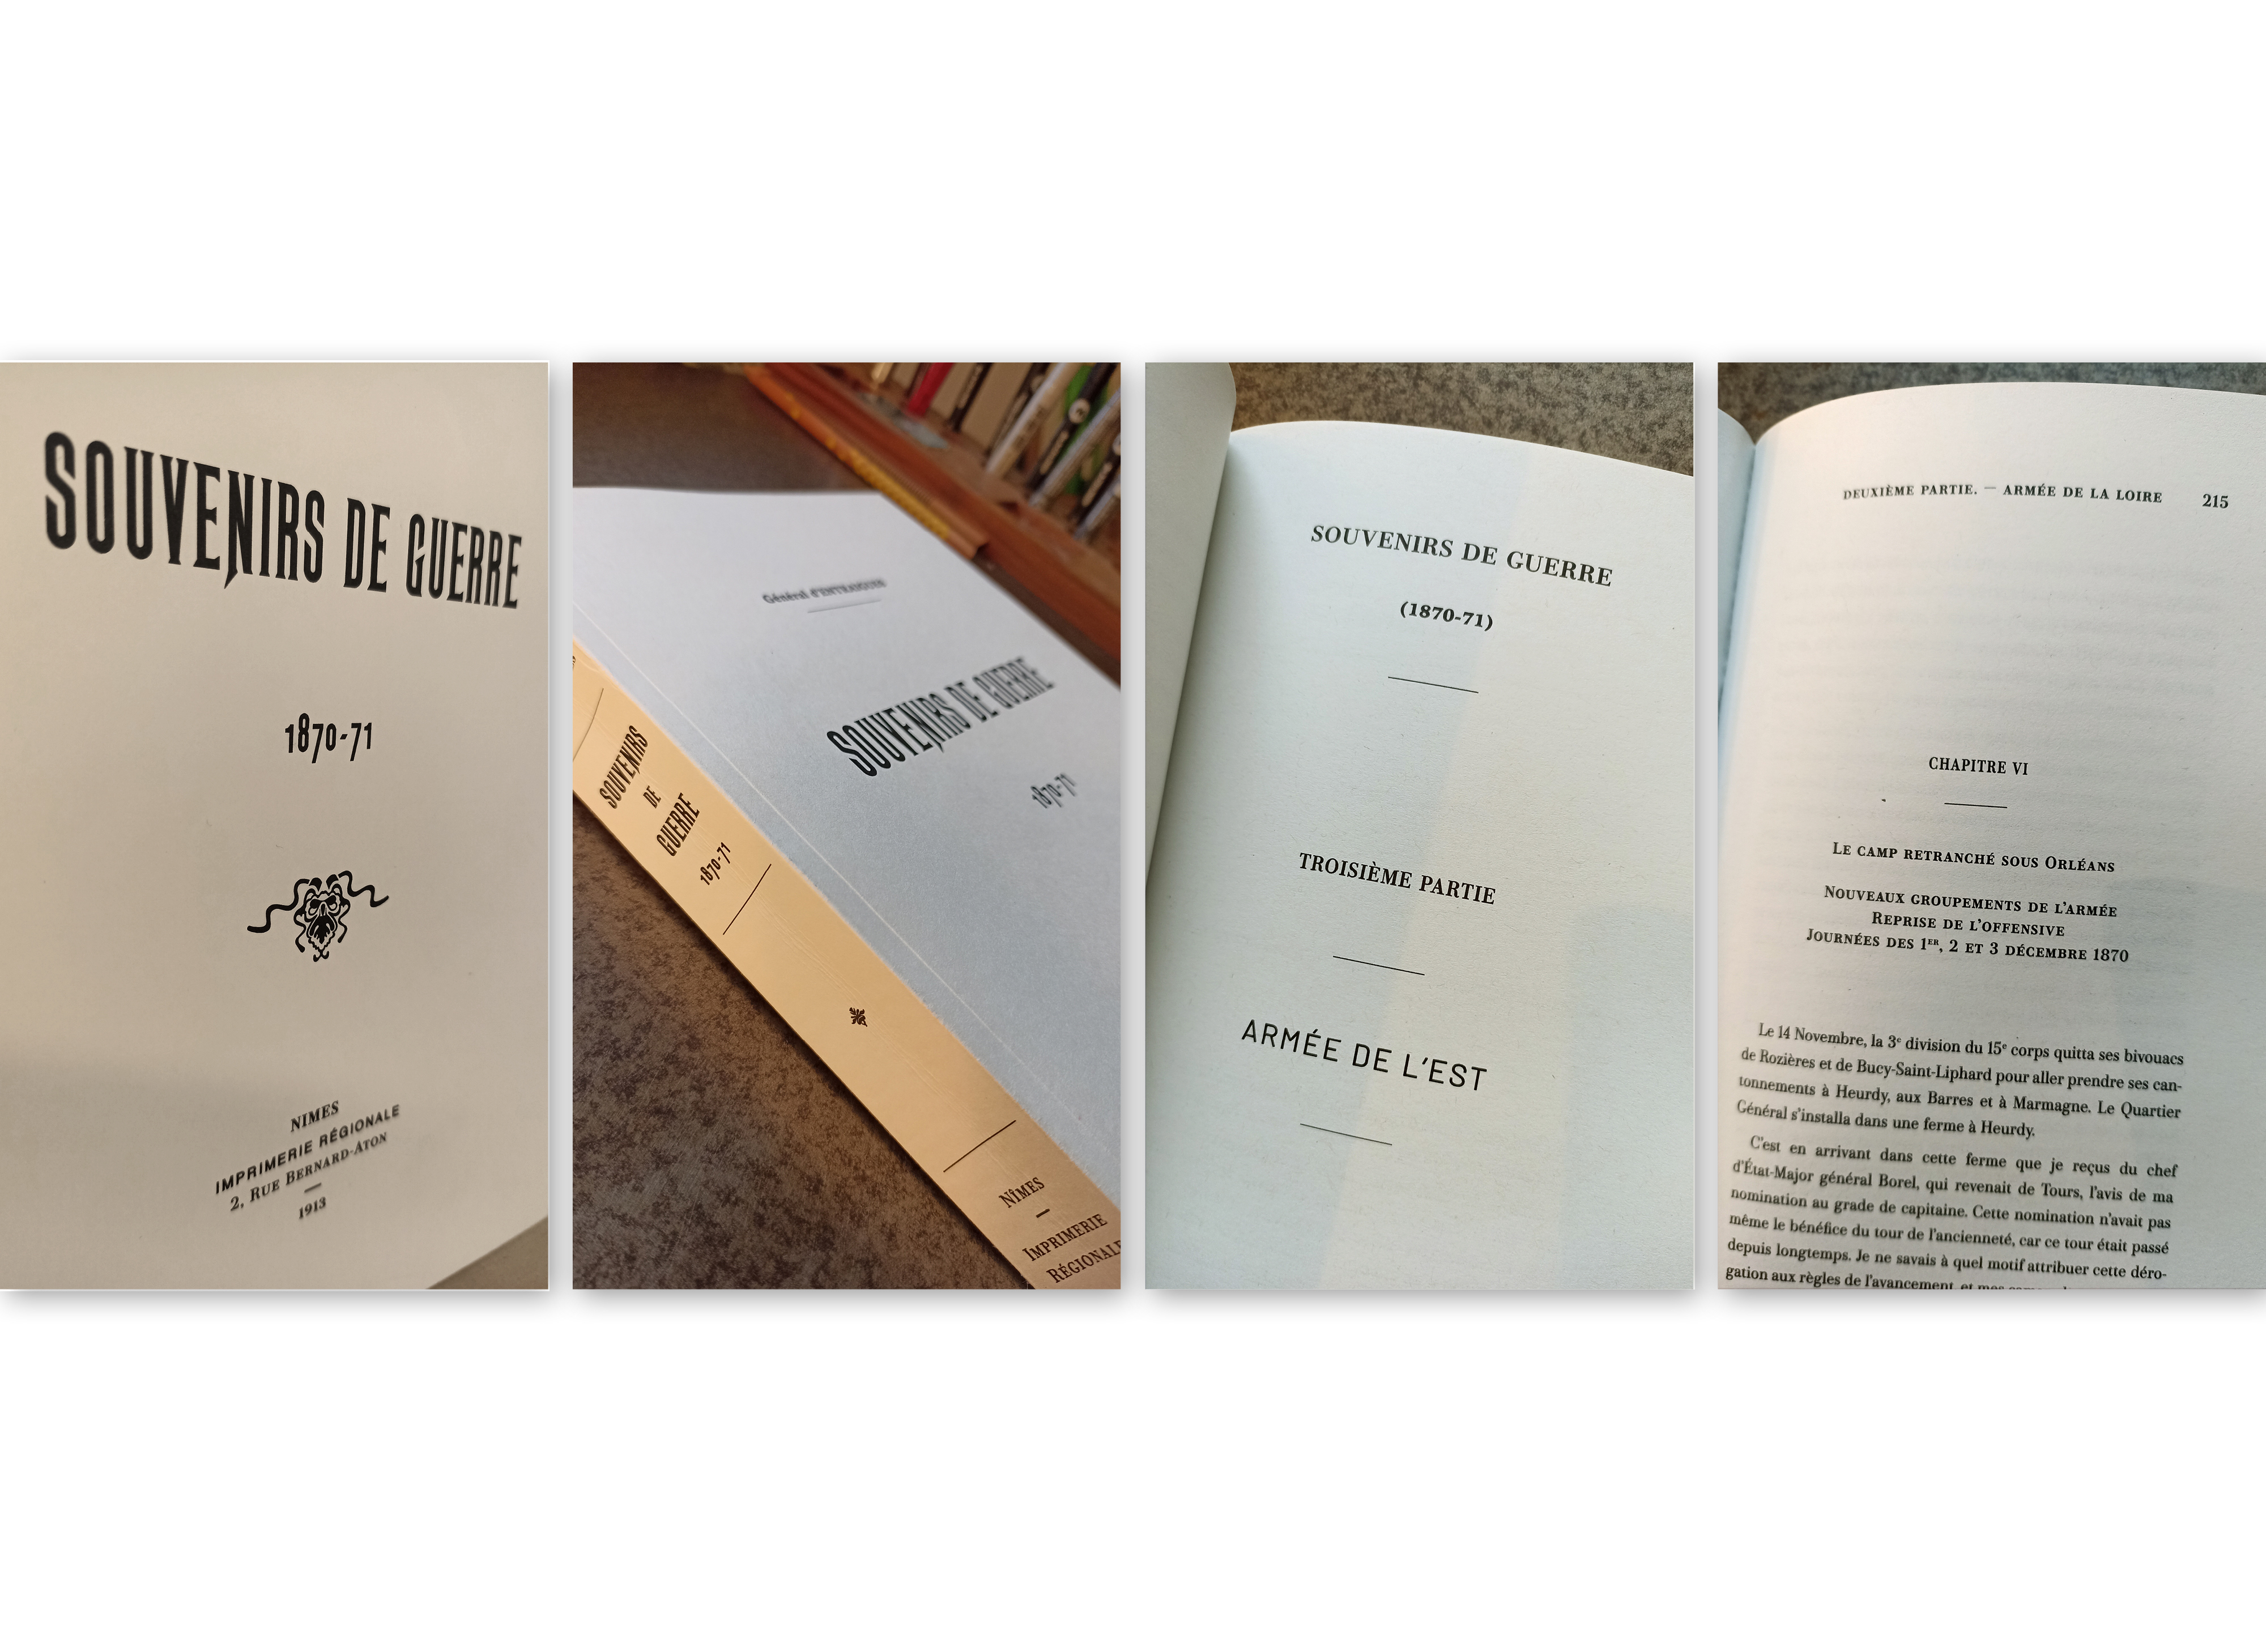 SOUVENIRS DE GUERRE
1870-71
NIMES
IMPRIMERIE RÉGIONALE
2, RUE BERNARD-ATON
1913
Général d'ENTRAIGUES
SOUVENIRS DE GUERRE
1870-71
SOUVENIRS
DE
GUERRE
1870-71
NÎMES
IMPRIMERIE
RÉGIONALE
SOUVENIRS DE GUERRE
(1870-71)
TROISIÈME PARTIE
ARMÉE DE L'EST
DEUXIÈME PARTIE. — ARMÉE DE LA LOIRE 215
CHAPITRE VI
LE CAMP RETRANCHÉ SOUS ORLÉANS
NOUVEAUX GROUPEMENTS DE L'ARMÉE
REPRISE DE L'OFFENSIVE
JOURNÉES DES 1ER, 2 ET 3 DÉCEMBRE 1870
Le 14 Novembre, la 3e division du 15e corps quitta ses bivouacs
de Rozières et de Bucy-Saint-Liphard pour aller prendre ses can-
tonnements à Heurdy, aux Barres et à Marmagne. Le Quartier
Général s'installa dans une ferme à Heurdy.
C'est en arrivant dans cette ferme que je reçus du chef
d'État-Major général Borel, qui revenait de Tours, l'avis de ma
nomination au grade de capitaine. Cette nomination n'avait pas
même le bénéfice du tour de l'ancienneté, car ce tour était passé
depuis longtemps. Je ne savais à quel motif attribuer cette déro-
gation aux règles de l'avancement, et mes